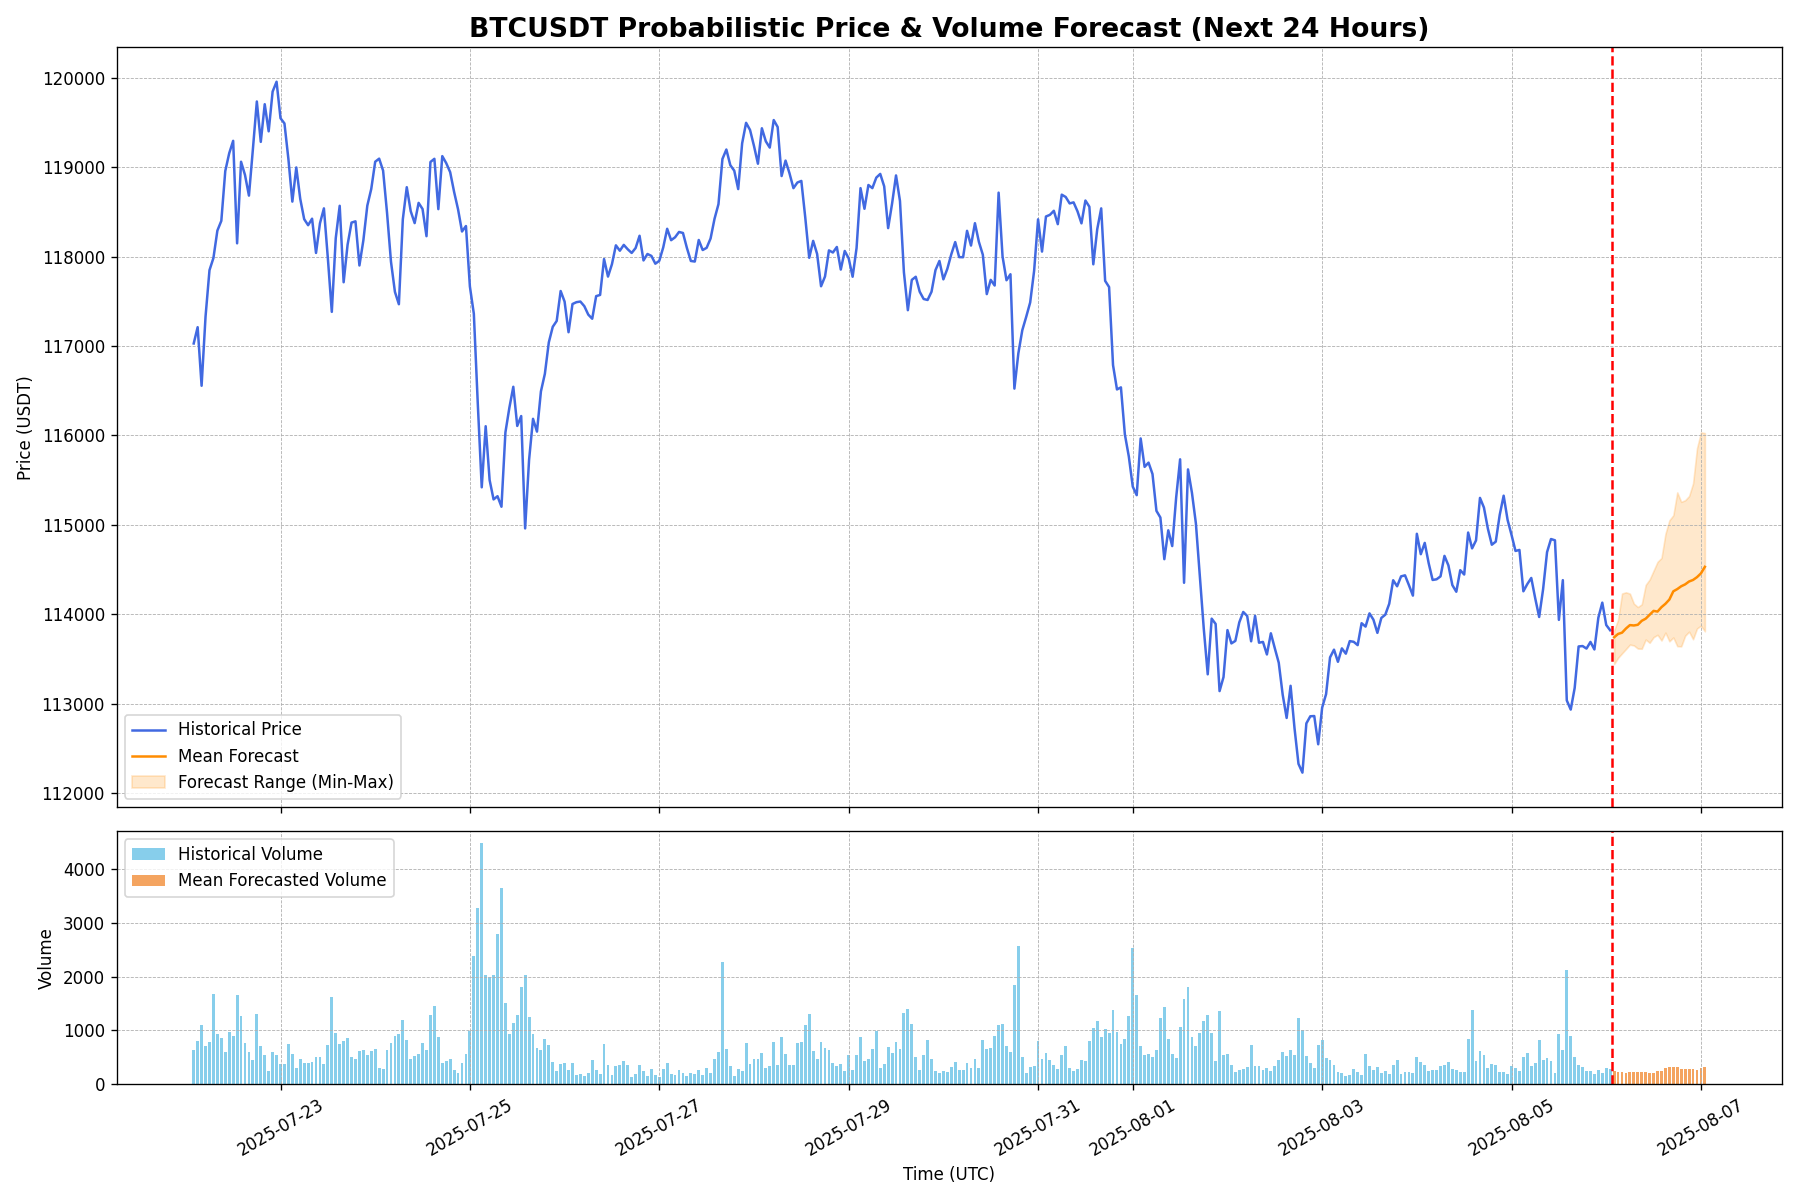 BTCUSDT Probabilistic Price & Volume Forecast (Next 24 Hours)
120000
119000
118000
117000
116000
115000
114000
113000
112000
Price (USDT)
Historical Price
Mean Forecast
Forecast Range (Min-Max)
4000
3000
2000
1000
0
Volume
Historical Volume
Mean Forecasted Volume
2025-07-23
2025-07-25
2025-07-27
2025-07-29
2025-07-31
2025-08-01
2025-08-03
2025-08-05
2025-08-07
Time (UTC)